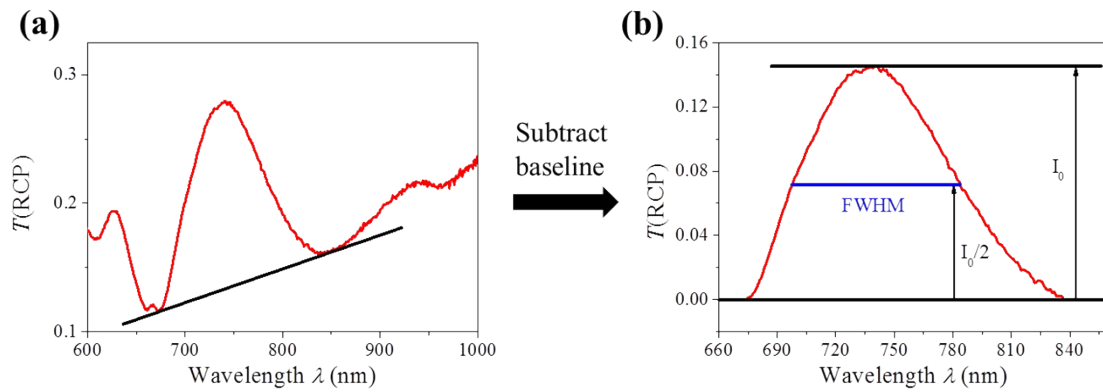 (a)
0.3
0.2
0.1
T(RCP)
600 700 800 900 1000
Wavelength λ (nm)
Subtract
baseline
(b)
0.16
0.12
0.08
0.04
0.00
T(RCP)
I0
FWHM
I0/2
660 690 720 750 780 810 840
Wavelength λ (nm)